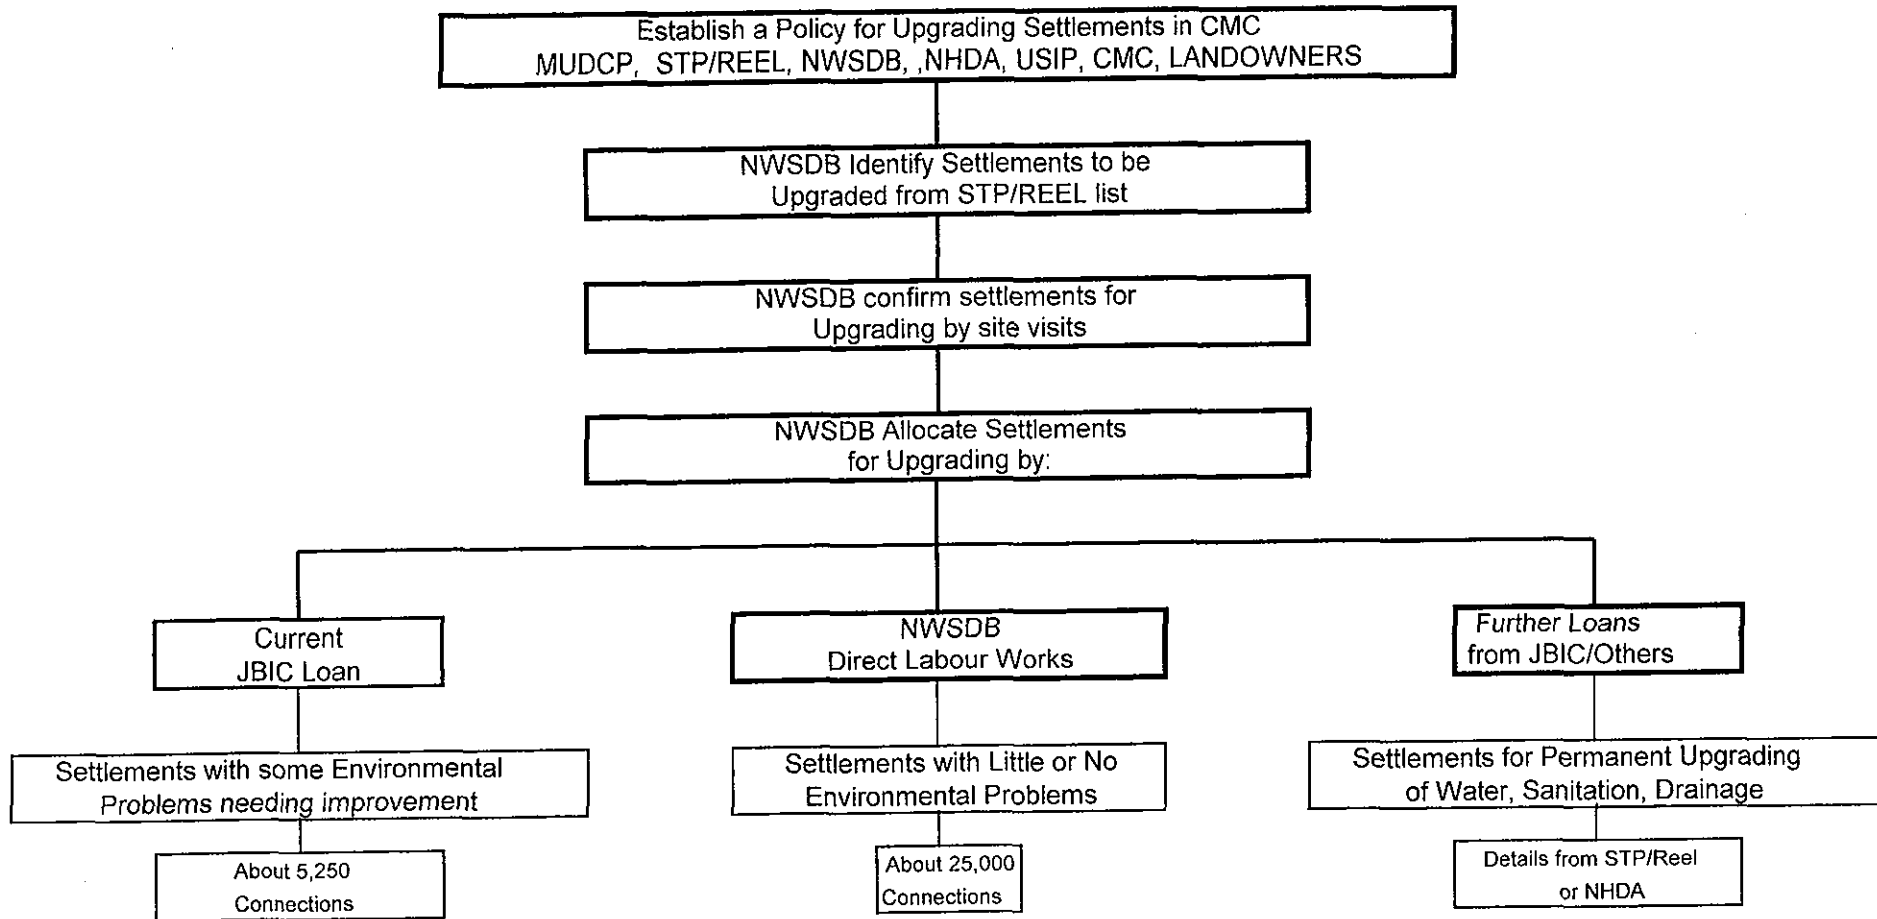 Establish a Policy for Upgrading Settlements in CMC
MUDCP, STP/REEL, NWSDB, ,NHDA, USIP, CMC, LANDOWNERS
NWSDB Identify Settlements to be
Upgraded from STP/REEL list
NWSDB confirm settlements for
Upgrading by site visits
NWSDB Allocate Settlements
for Upgrading by:
Current
JBIC Loan
NWSDB
Direct Labour Works
Further Loans
from JBIC/Others
Settlements with some Environmental
Problems needing improvement
Settlements with Little or No
Environmental Problems
Settlements for Permanent Upgrading
of Water, Sanitation, Drainage
About 5,250
Connections
About 25,000
Connections
Details from STP/Reel
or NHDA